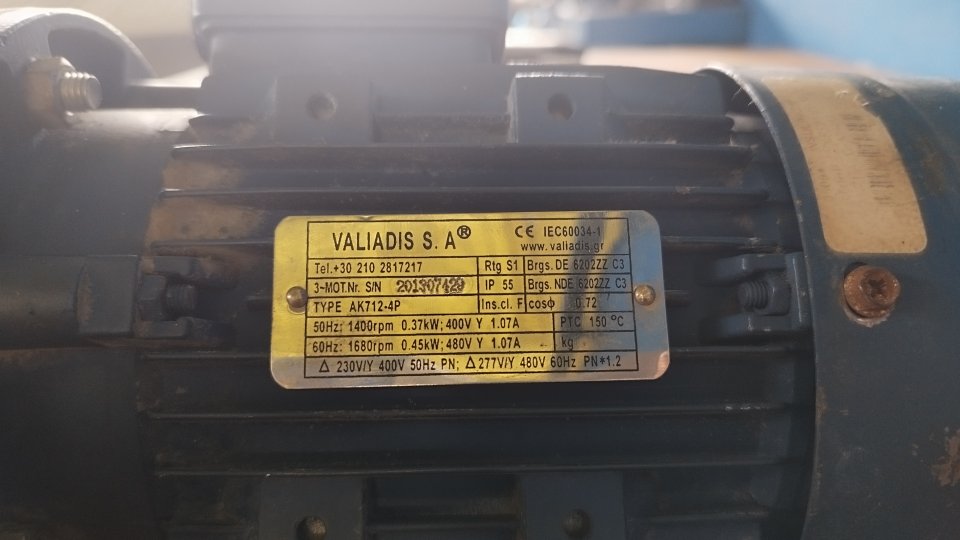 VALIADIS S. A®
CE IEC60034-1
www.valiadis.gr
Tel.+30 210 2817217 Rtg S1 Brgs. DE 6202ZZ C3
3~MOT.Nr. S/N 201307429 IP 55 Brgs. NDE 6202ZZ C3
TYPE AK712-4P Ins.cl. F cosφ 0.72
50Hz: 1400rpm 0.37kW; 400V Y 1.07A PTC 150 °C
60Hz: 1680rpm 0.45kW; 480V Y 1.07A kg
Δ 230V/Y 400V 50Hz PN; Δ 277V/Y 480V 60Hz PN*1.2